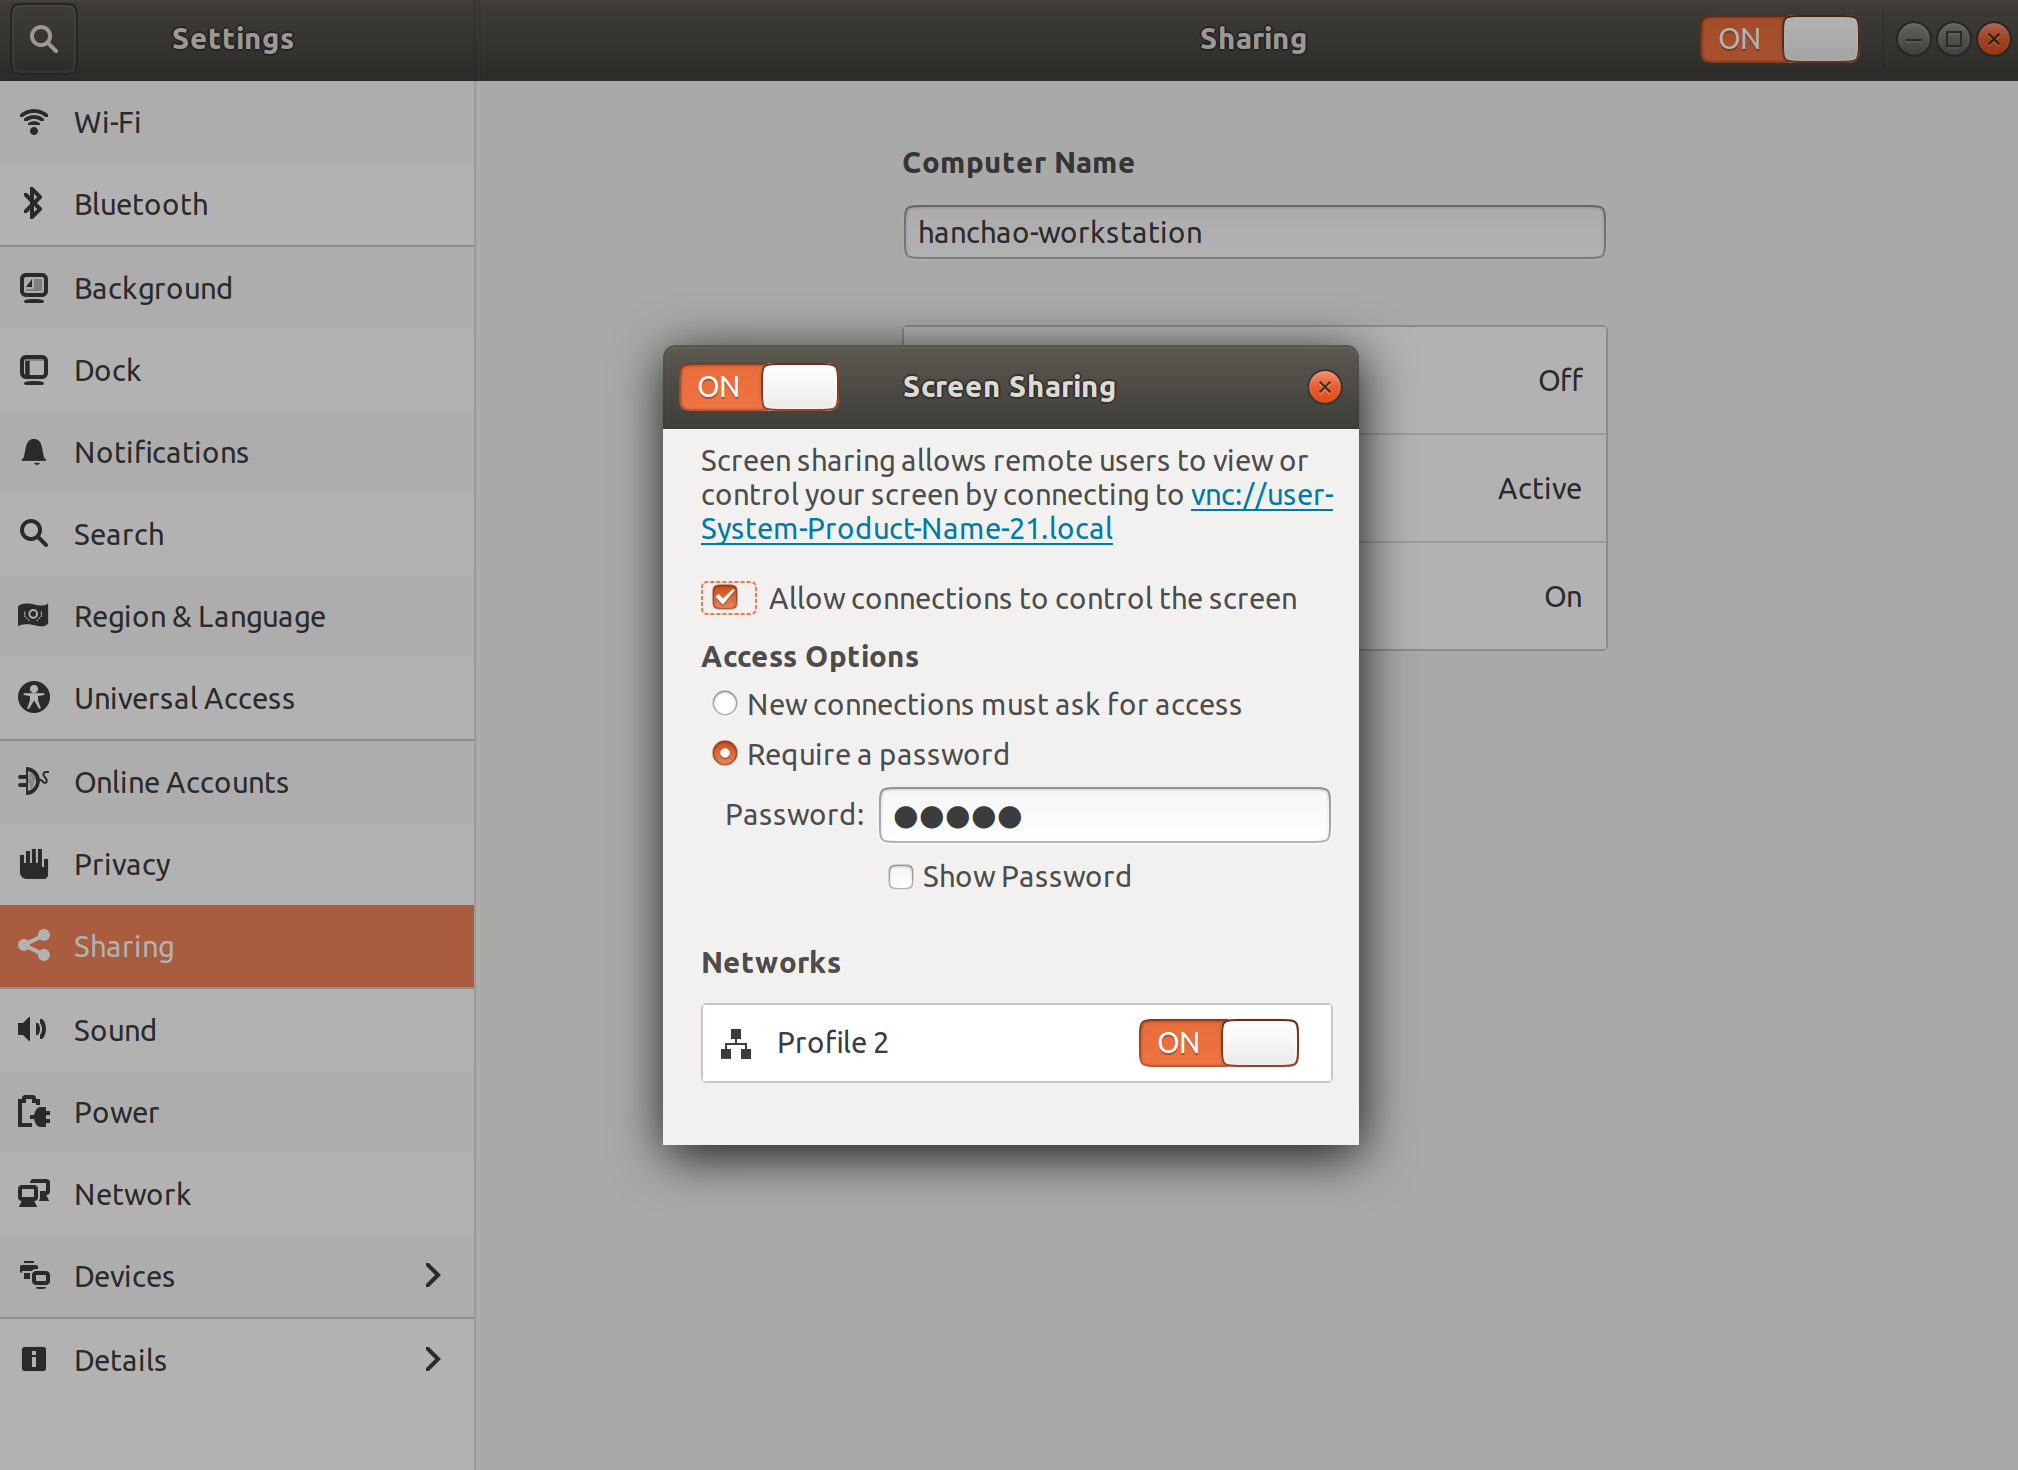 Settings
Sharing
ON
Wi-Fi
Bluetooth
Background
Dock
Notifications
Search
Region & Language
Universal Access
Online Accounts
Privacy
Sharing
Sound
Power
Network
Devices
Details
Computer Name
hanchao-workstation
Off
Active
On
ON
Screen Sharing
Screen sharing allows remote users to view or
control your screen by connecting to vnc://user-
System-Product-Name-21.local
Allow connections to control the screen
Access Options
New connections must ask for access
Require a password
Password: ●●●●●
Show Password
Networks
Profile 2
ON